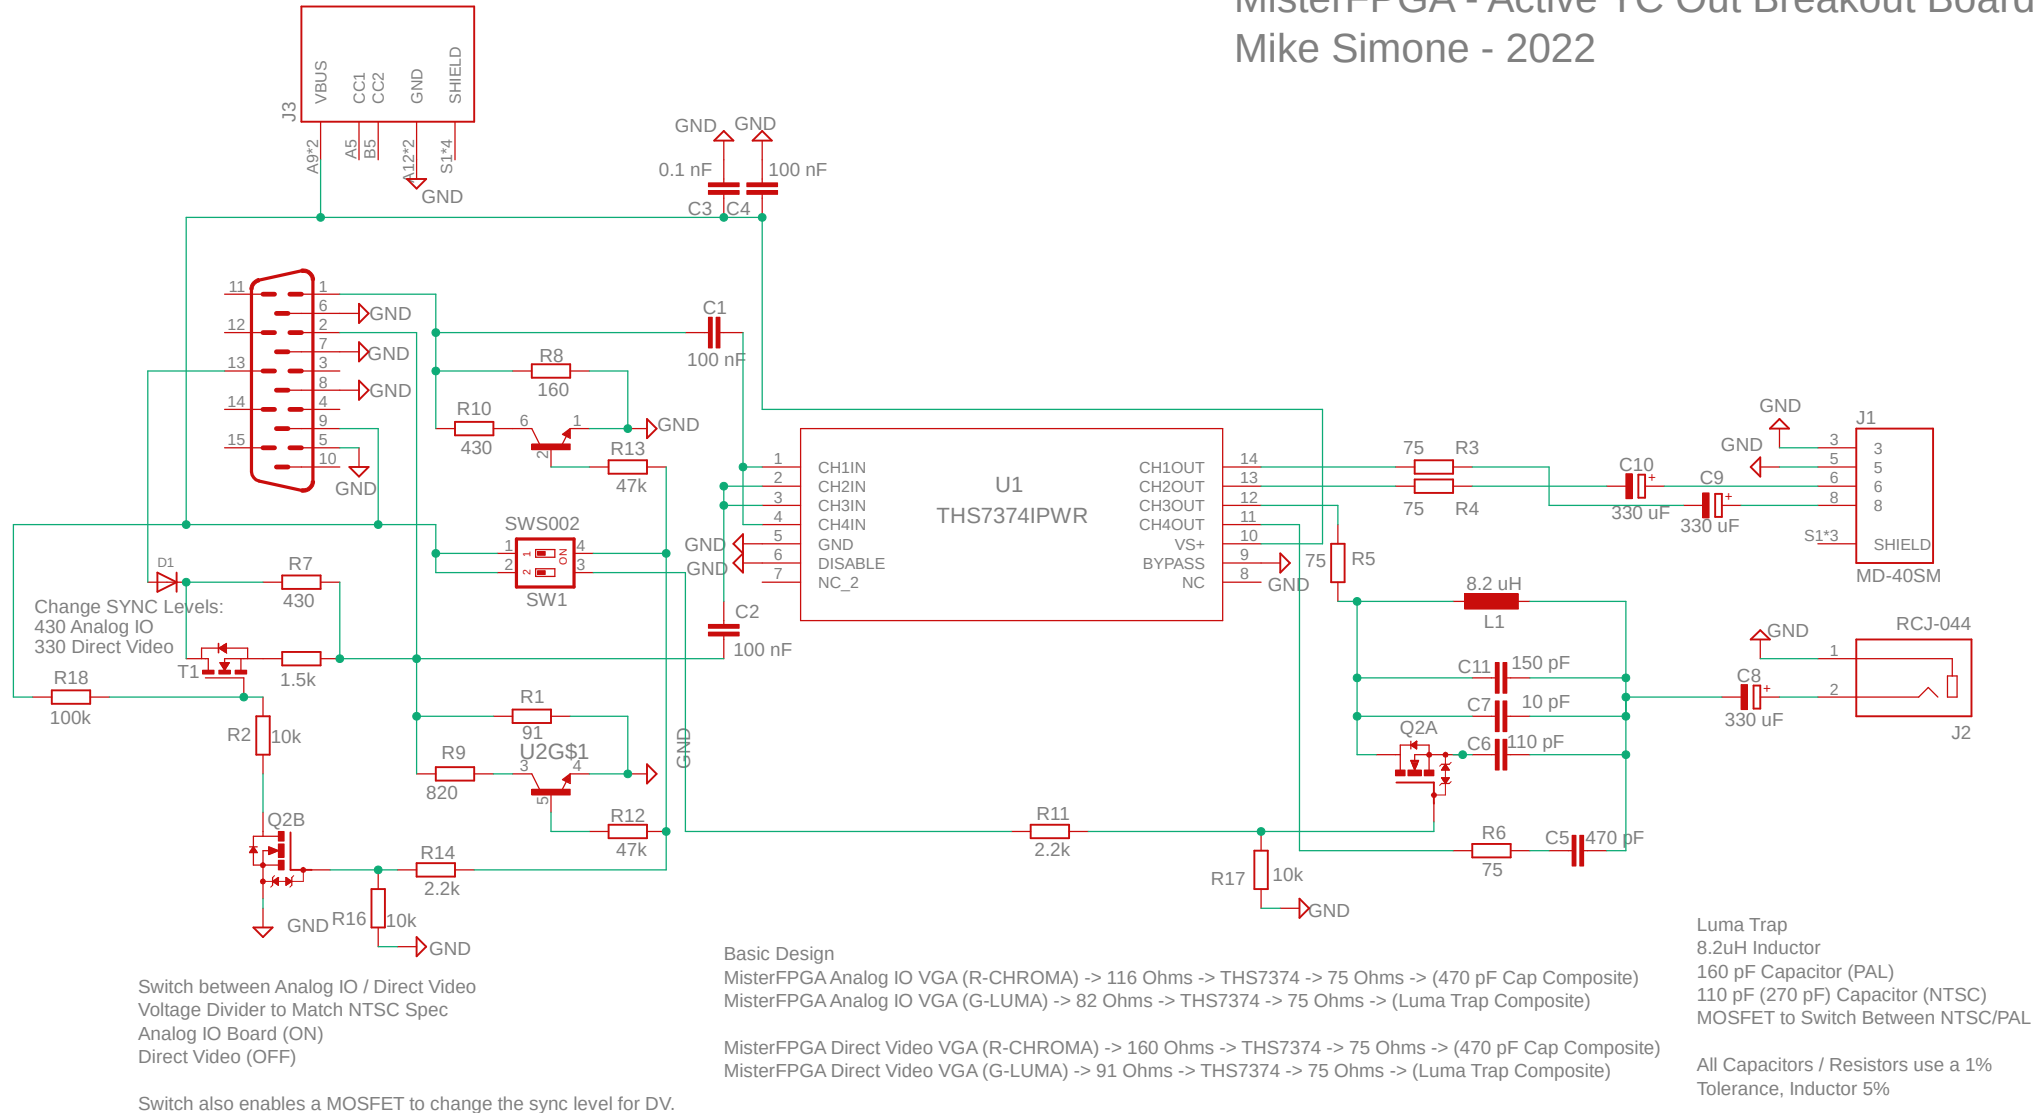 MisterFPGA - Active YC Out Breakout Board
Mike Simone - 2022
J3
VBUS
CC1
CC2
GND
SHIELD
A9*2
A5
B5
A12*2
S1*4
GND
GND
GND
0.1 nF
100 nF
C3
C4
11
1
6
GND
12
2
7
GND
13
3
8
GND
14
4
9
15
5
10
GND
C1
100 nF
R8
160
R10
430
6
1
2
GND
R13
47k
SWS002
1
2
4
3
1
2
ON
SW1
D1
R7
430
Change SYNC Levels:
430 Analog IO
330 Direct Video
T1
1.5k
R18
100k
R2
10k
R1
91
U2G$1
R9
820
3
4
5
GND
R12
47k
Q2B
R14
2.2k
GND
R16
10k
GND
C2
100 nF
1
2
3
4
5
6
7
CH1IN
CH2IN
CH3IN
CH4IN
GND
DISABLE
NC_2
GND
GND
U1
THS7374IPWR
CH1OUT
CH2OUT
CH3OUT
CH4OUT
VS+
BYPASS
NC
14
13
12
11
10
9
8
GND
75
R3
75
R4
75
R5
C10
330 uF
C9
330 uF
GND
GND
J1
3
5
6
8
S1*3
3
5
6
8
SHIELD
MD-40SM
8.2 uH
L1
C11
150 pF
C7
10 pF
Q2A
C6
110 pF
R6
75
C5
470 pF
R11
2.2k
R17
10k
GND
GND
RCJ-044
1
2
C8
330 uF
J2
Switch between Analog IO / Direct Video
Voltage Divider to Match NTSC Spec
Analog IO Board (ON)
Direct Video (OFF)
Switch also enables a MOSFET to change the sync level for DV.
Basic Design
MisterFPGA Analog IO VGA (R-CHROMA) -> 116 Ohms -> THS7374 -> 75 Ohms -> (470 pF Cap Composite)
MisterFPGA Analog IO VGA (G-LUMA) -> 82 Ohms -> THS7374 -> 75 Ohms -> (Luma Trap Composite)
MisterFPGA Direct Video VGA (R-CHROMA) -> 160 Ohms -> THS7374 -> 75 Ohms -> (470 pF Cap Composite)
MisterFPGA Direct Video VGA (G-LUMA) -> 91 Ohms -> THS7374 -> 75 Ohms -> (Luma Trap Composite)
Luma Trap
8.2uH Inductor
160 pF Capacitor (PAL)
110 pF (270 pF) Capacitor (NTSC)
MOSFET to Switch Between NTSC/PAL
All Capacitors / Resistors use a 1%
Tolerance, Inductor 5%